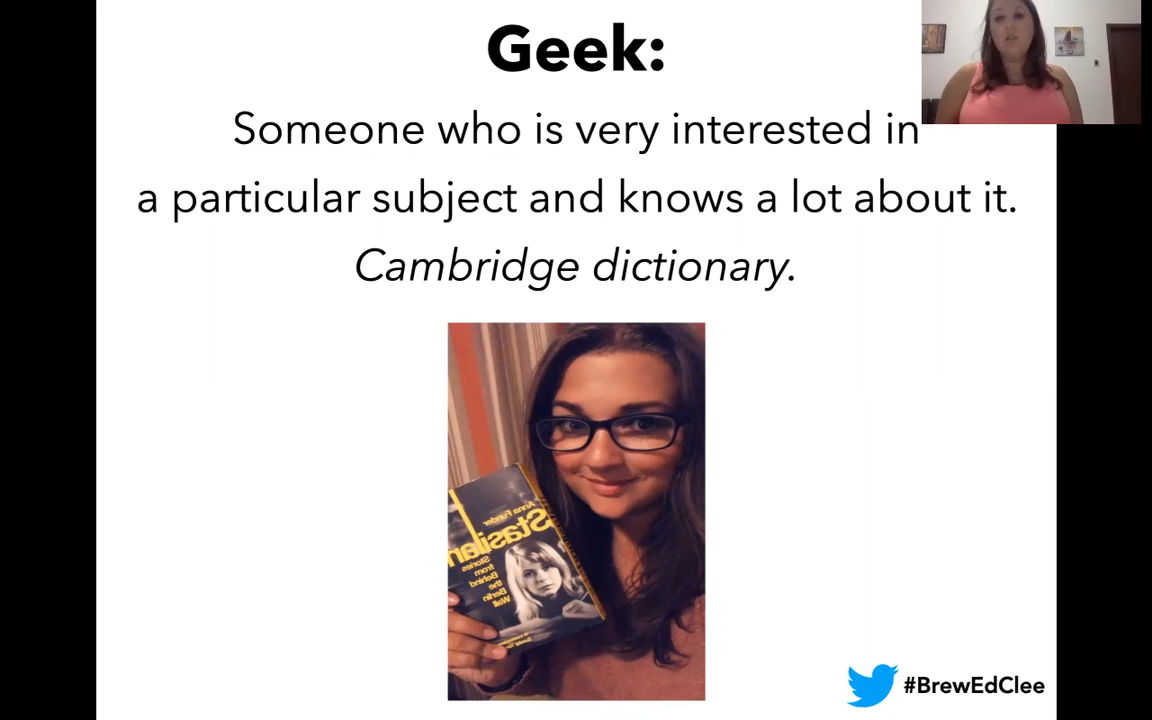 Geek:
Someone who is very interested in
a particular subject and knows a lot about it.
Cambridge dictionary.
Anna Funder
Stasilan
Stories
from
Behind
the
Berlin
Wall
#BrewEdClee